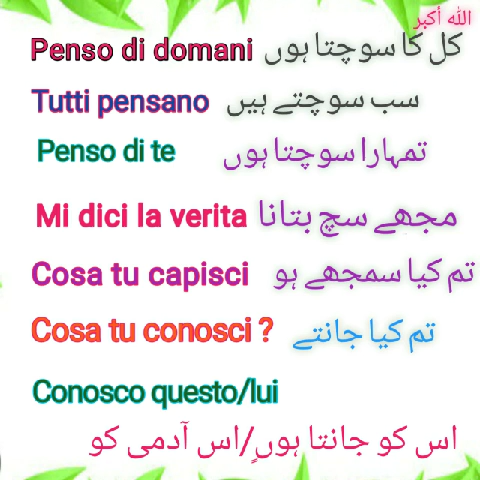 الله أكبر
Penso di domani کل کا سوچتا ہوں
Tutti pensano سب سوچتے ہیں
Penso di te تمہارا سوچتا ہوں
Mi dici la verita مجھے سچ بتانا
Cosa tu capisci تم کیا سمجھے ہو
Cosa tu conosci ? تم کیا جانتے
Conosco questo/lui
اس کو جانتا ہوں/اس آدمی کو